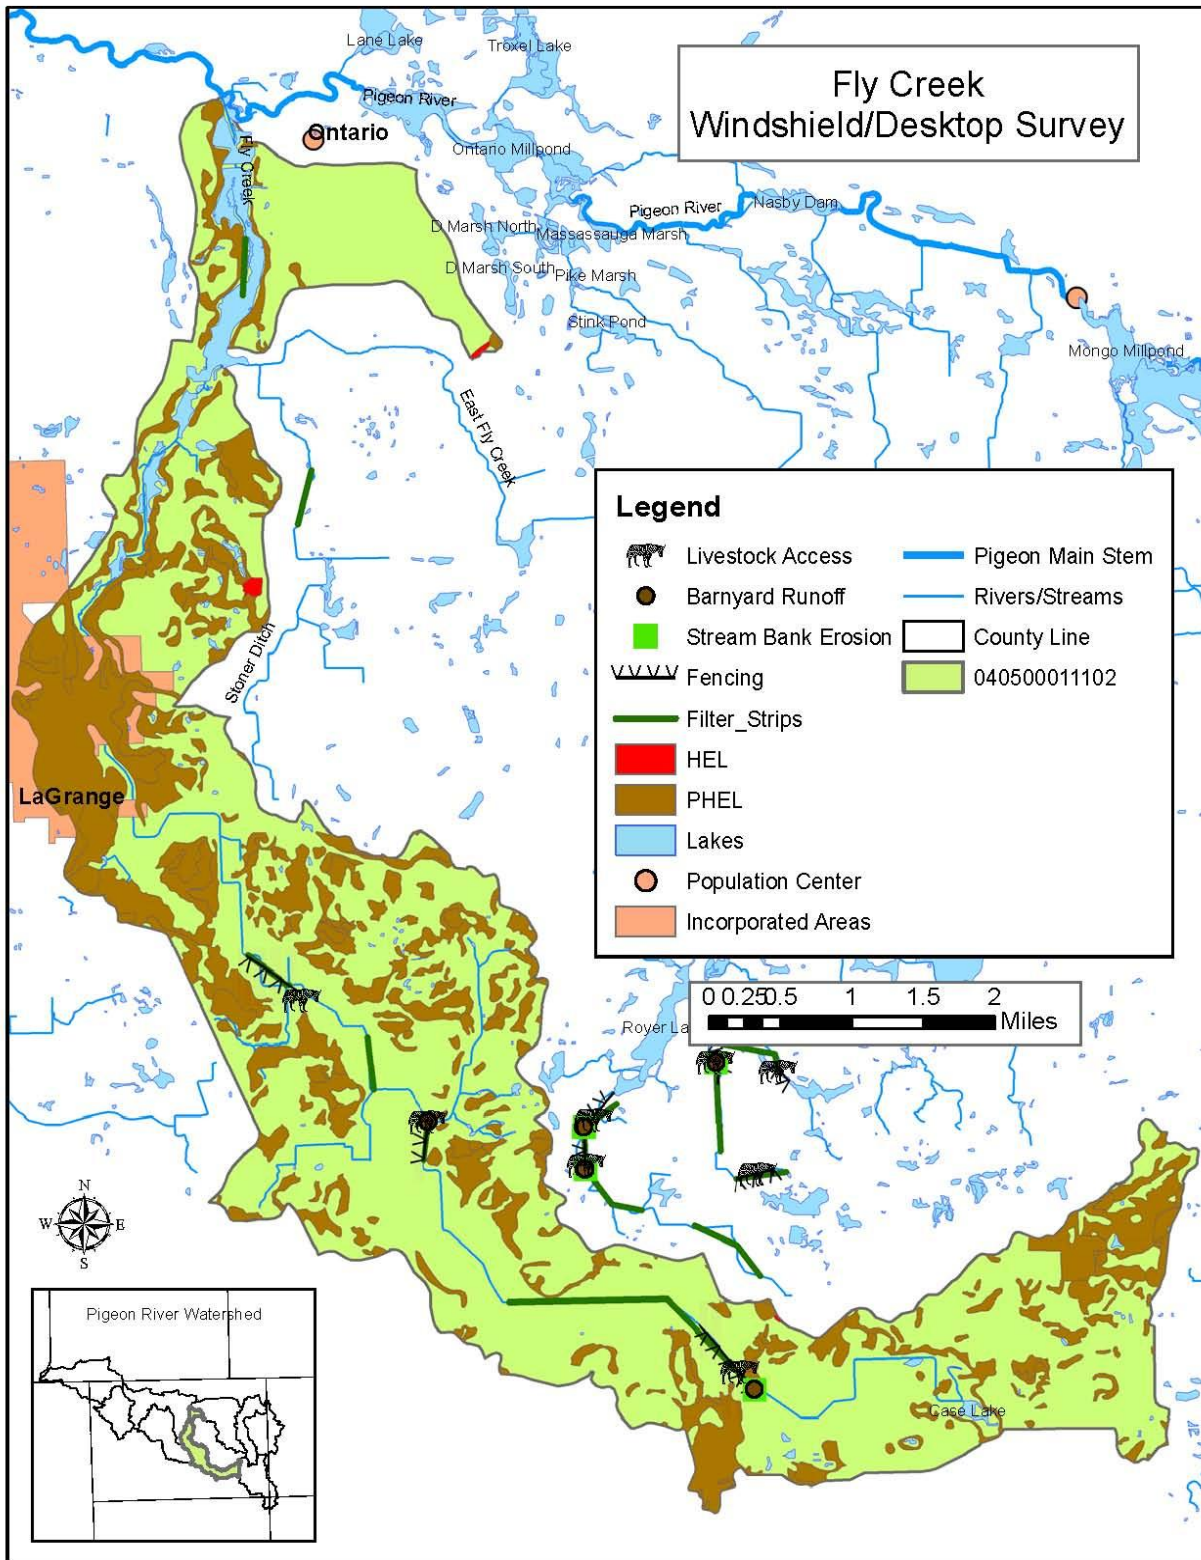 Fly Creek
Windshield/Desktop Survey
Lane Lake
Troxel Lake
Pigeon River
Ontario
Ontario Millpond
Fly Creek
Pigeon River
Nasby Dam
D Marsh North
Massassauga Marsh
D Marsh South
Pike Marsh
Stink Pond
Mongo Millpond
East Fly Creek
Stoner Ditch
LaGrange
Legend
Livestock Access
Barnyard Runoff
Stream Bank Erosion
Fencing
Filter_Strips
HEL
PHEL
Lakes
Population Center
Incorporated Areas
Pigeon Main Stem
Rivers/Streams
County Line
040500011102
0 0.25 0.5 1 1.5 2
Miles
Royer La
N
W E
S
Case Lake
Pigeon River Watershed